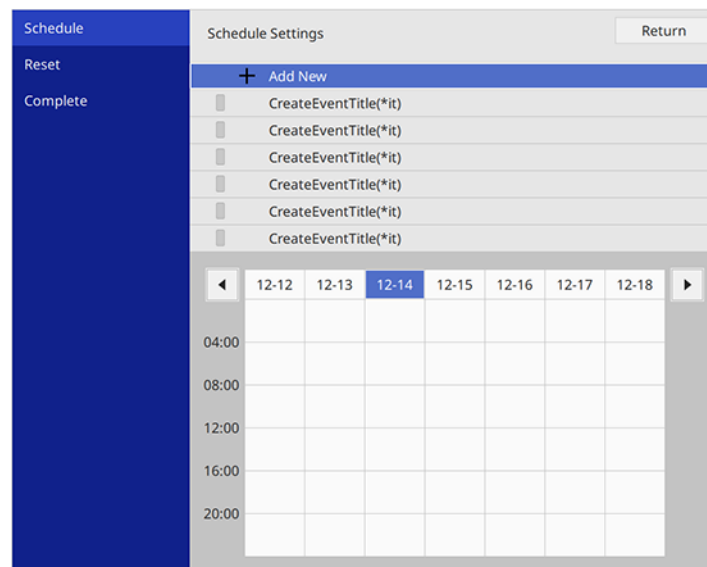 Schedule
Reset
Complete
Schedule Settings
Return
+ Add New
CreateEventTitle(*it)
CreateEventTitle(*it)
CreateEventTitle(*it)
CreateEventTitle(*it)
CreateEventTitle(*it)
CreateEventTitle(*it)
12-12 12-13 12-14 12-15 12-16 12-17 12-18
04:00
08:00
12:00
16:00
20:00